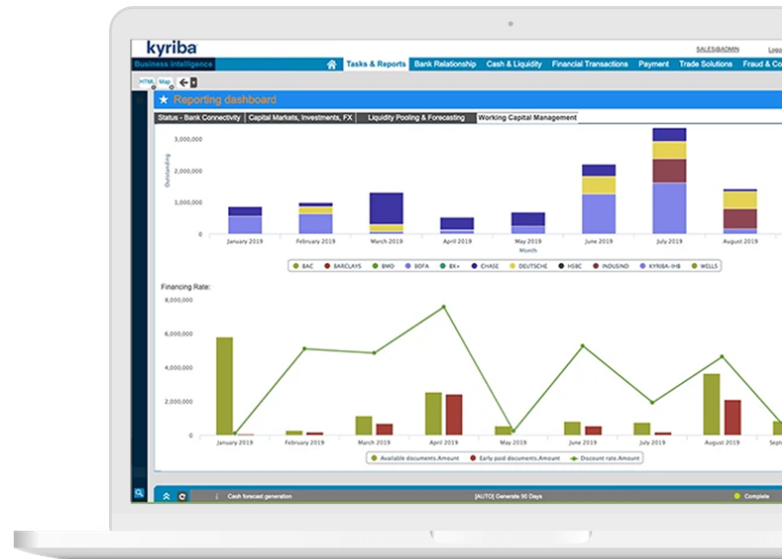 kyriba
SALES@ADMIN
Business Intelligence
Tasks & Reports Bank Relationship Cash & Liquidity Financial Transactions Payment Trade Solutions Fraud & Co
HTML Map
Reporting dashboard
Status - Bank Connectivity Capital Markets, Investments, FX Liquidity Pooling & Forecasting Working Capital Management
3,000,000
2,000,000
1,000,000
0
Outstanding
January 2019 February 2019 March 2019 April 2019 May 2019 June 2019 July 2019 August 2019
Month
BAC BARCLAYS BMO BOFA BX+ CHASE DEUTSCHE HSBC INDUSIND KYRIBA-IHB WELLS
Financing Rate:
8,000,000
6,000,000
4,000,000
2,000,000
0
January 2019 February 2019 March 2019 April 2019 May 2019 June 2019 July 2019 August 2019 Sept
Available documents.Amount Early paid documents.Amount Discount rate.Amount
Cash forecast generation [AUTO] Generate 90 Days Complete